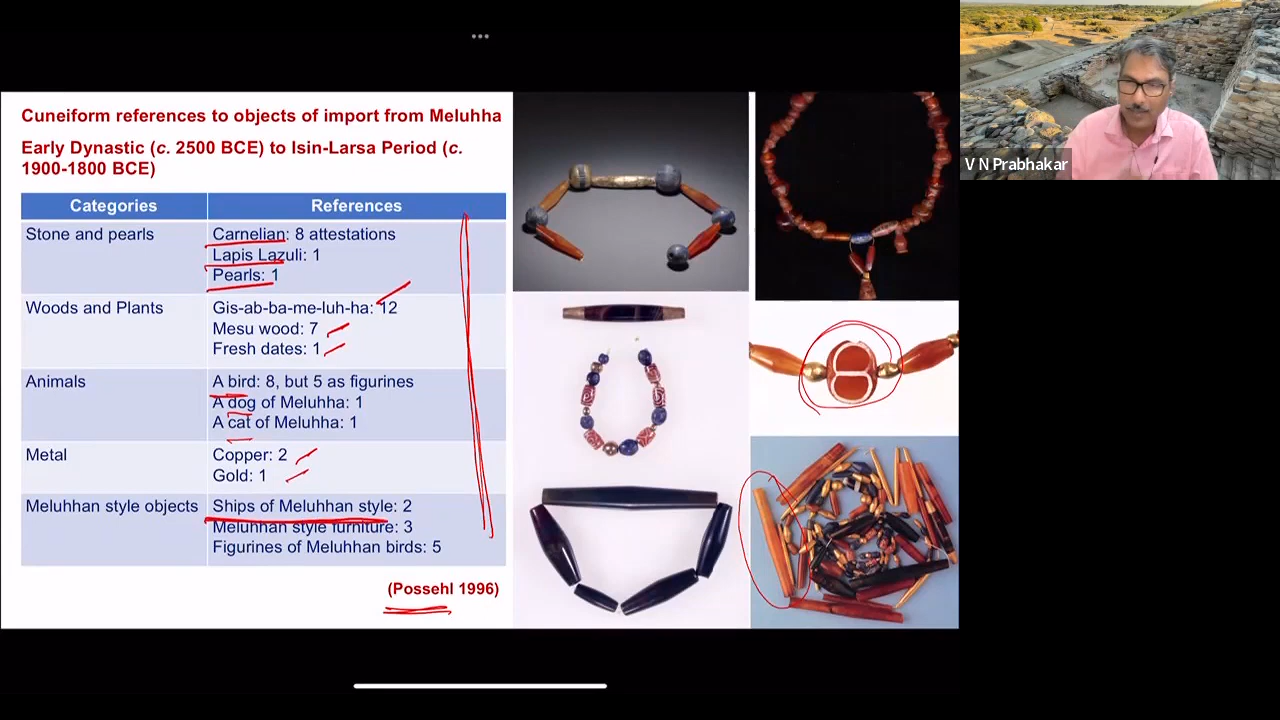 Cuneiform references to objects of import from Meluhha
Early Dynastic (c. 2500 BCE) to Isin-Larsa Period (c.
1900-1800 BCE)
Categories References
Stone and pearls Carnelian: 8 attestations
Lapis Lazuli: 1
Pearls: 1
Woods and Plants Gis-ab-ba-me-luh-ha: 12
Mesu wood: 7
Fresh dates: 1
Animals A bird: 8, but 5 as figurines
A dog of Meluhha: 1
A cat of Meluhha: 1
Metal Copper: 2
Gold: 1
Meluhhan style objects Ships of Meluhhan style: 2
Meluhhan style furniture: 3
Figurines of Meluhhan birds: 5
(Possehl 1996)
V N Prabhakar